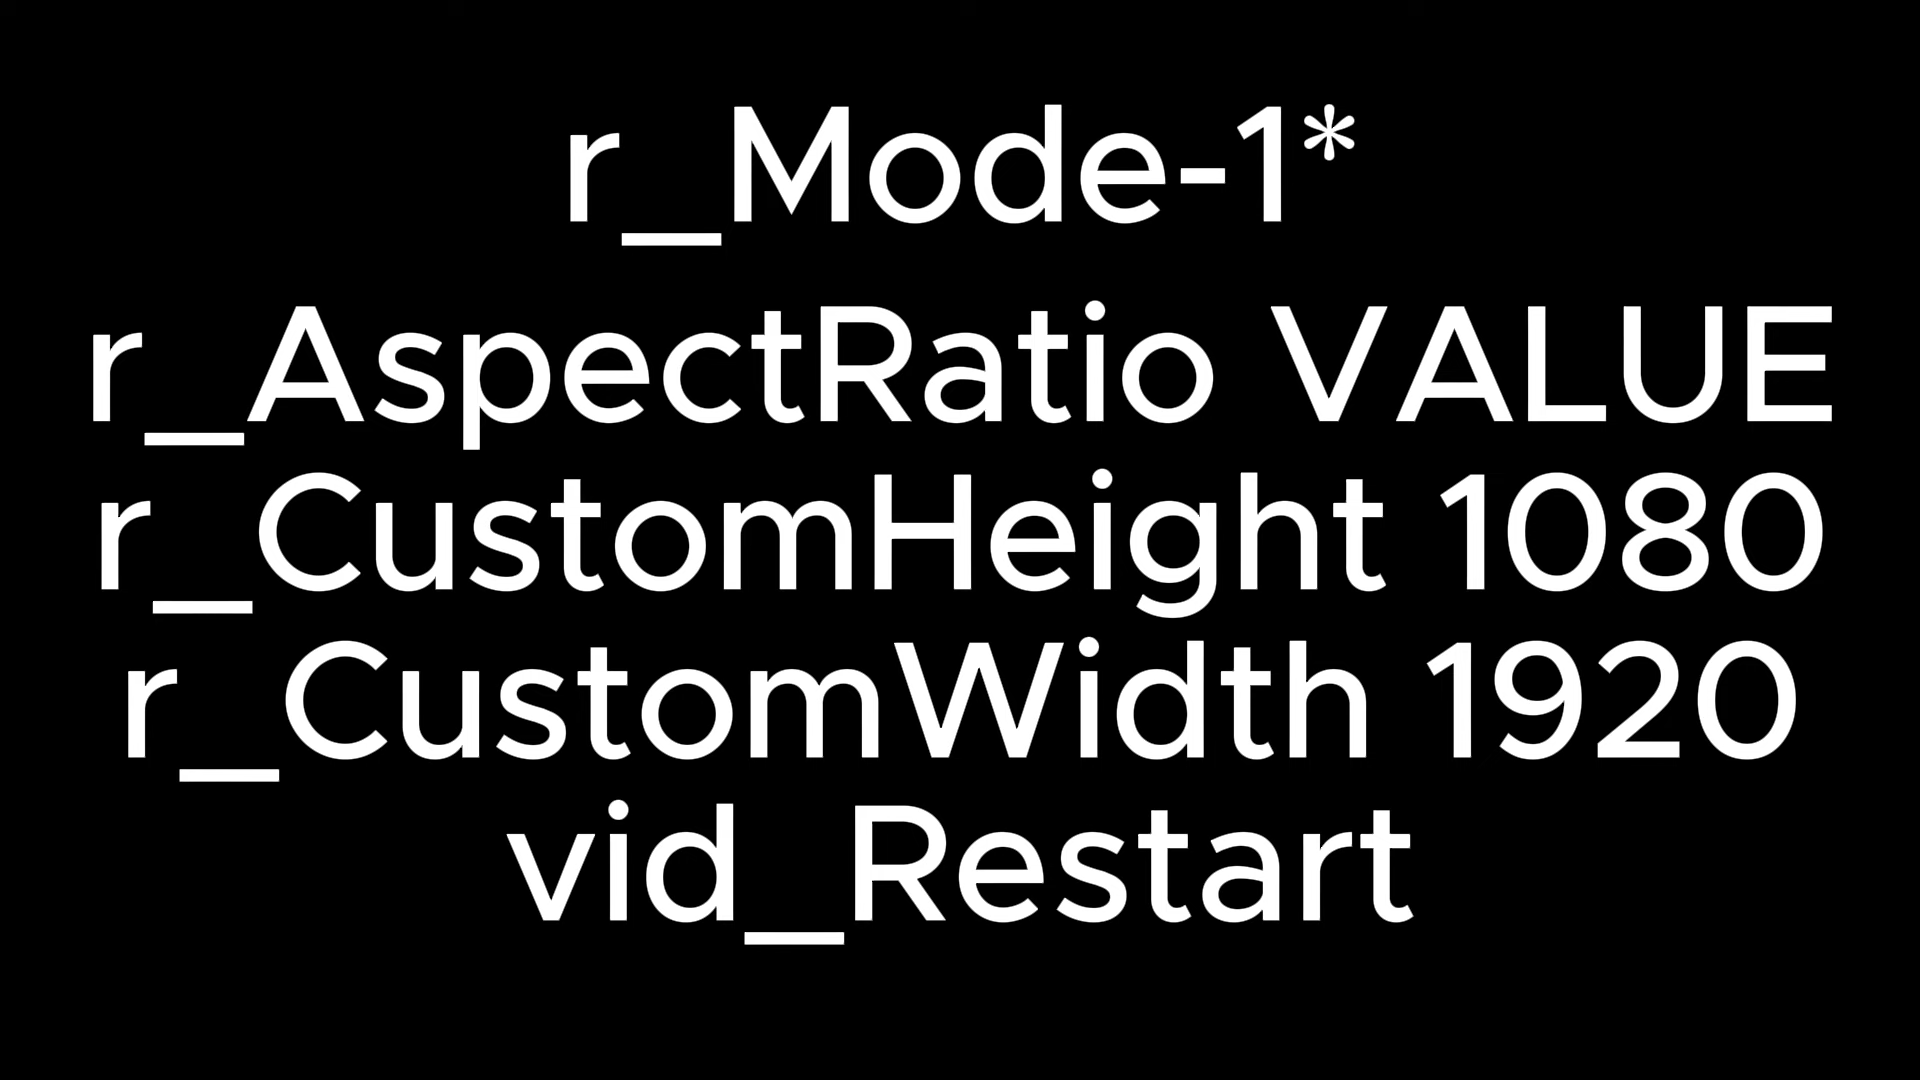 r_Mode-1*
r_AspectRatio VALUE
r_CustomHeight 1080
r_CustomWidth 1920
vid_Restart